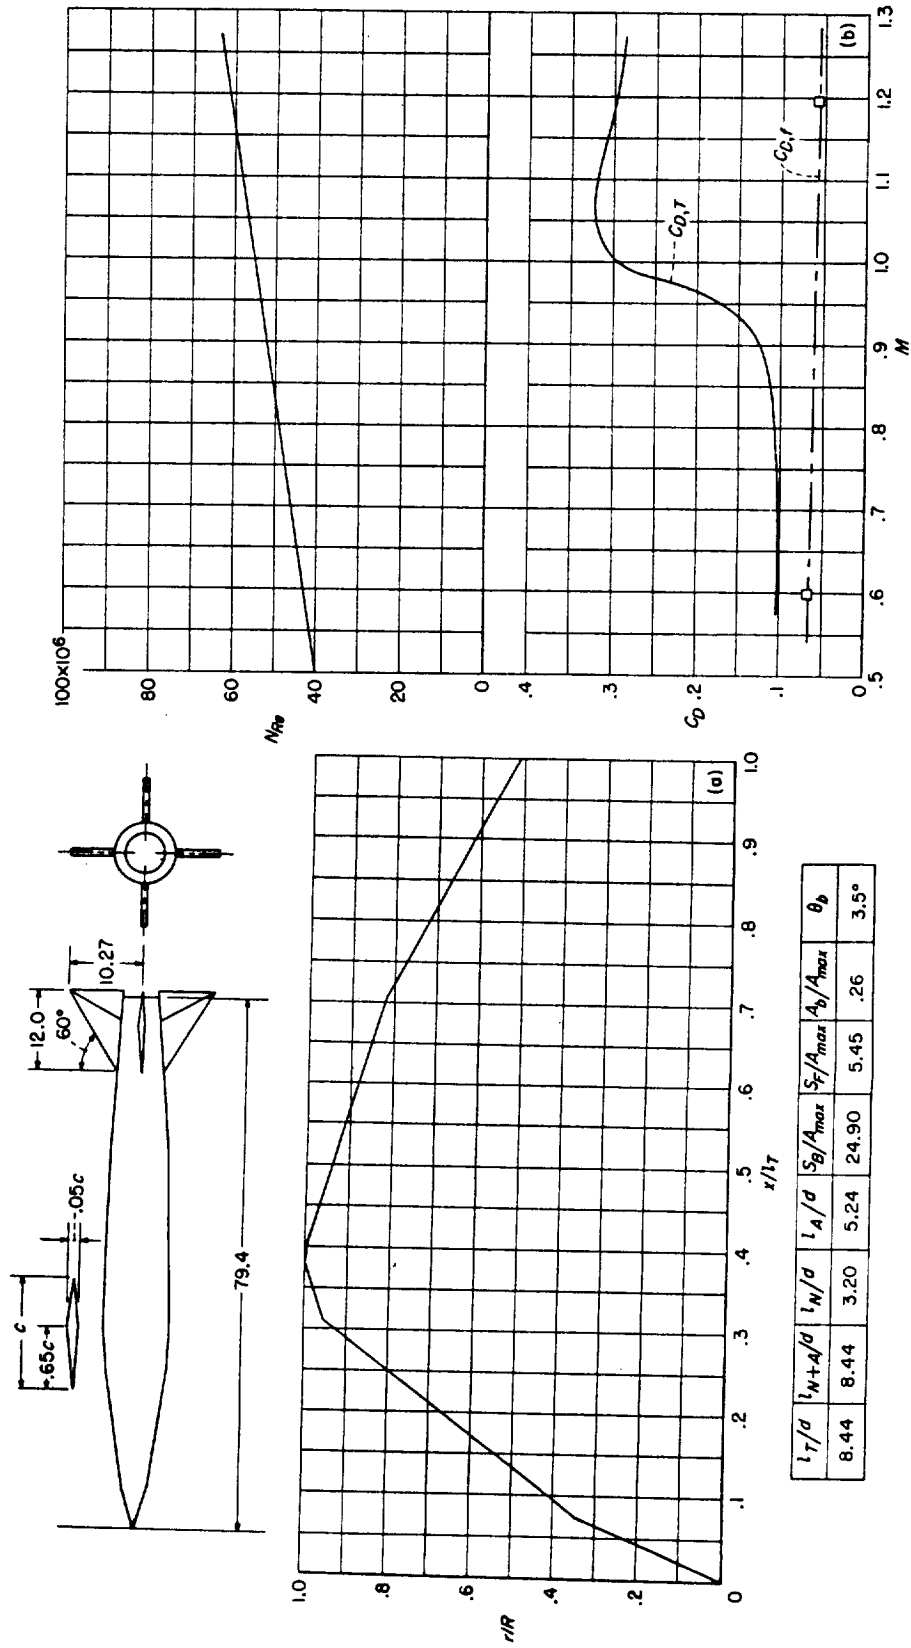 c
.65c
.05c
12.0
60°
10.27
79.4
r/R
1.0
.8
.6
.4
.2
0
.1
.2
.3
.4
.5
.6
.7
.8
.9
1.0
x/l_T
(a)
l_T/d l_N+A/d l_N/d l_A/d S_B/A_max S_F/A_max A_b/A_max θ_b
8.44 8.44 3.20 5.24 24.90 5.45 .26 3.5°
100×10⁶
80
60
40
20
0
N_Re
.4
.3
.2
.1
0
C_D
C_D,T
C_D,f
.5
.6
.7
.8
.9
1.0
1.1
1.2
1.3
M
(b)